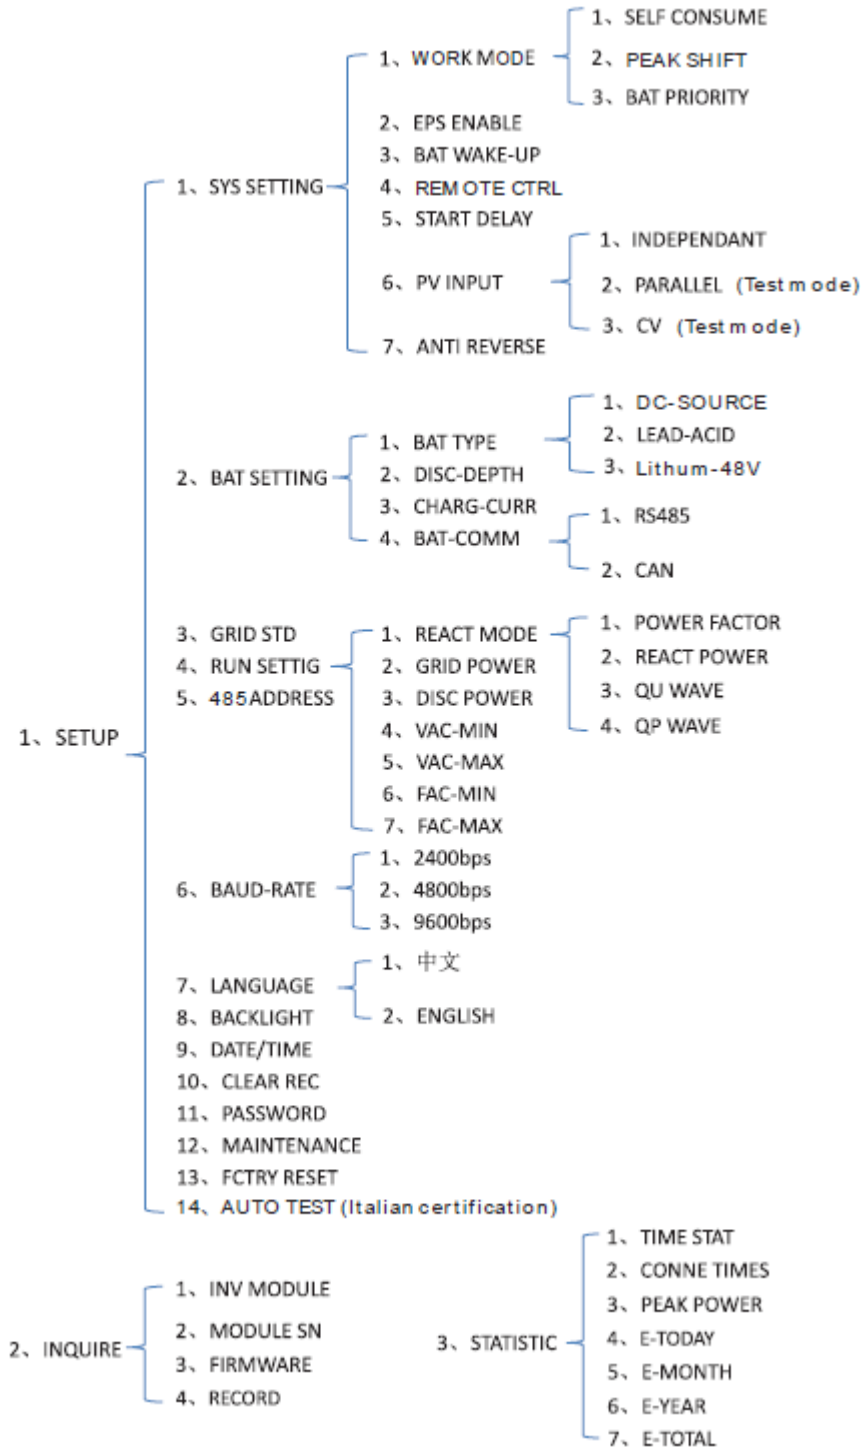 1、SETUP
1、SYS SETTING
1、WORK MODE
1、SELF CONSUME
2、PEAK SHIFT
3、BAT PRIORITY
2、EPS ENABLE
3、BAT WAKE-UP
4、REMOTE CTRL
5、START DELAY
6、PV INPUT
1、INDEPENDANT
2、PARALLEL (Test mode)
3、CV (Test mode)
7、ANTI REVERSE
2、BAT SETTING
1、BAT TYPE
1、DC-SOURCE
2、LEAD-ACID
3、Lithum-48V
2、DISC-DEPTH
3、CHARG-CURR
4、BAT-COMM
1、RS485
2、CAN
3、GRID STD
4、RUN SETTIG
1、REACT MODE
1、POWER FACTOR
2、REACT POWER
3、QU WAVE
4、QP WAVE
2、GRID POWER
3、DISC POWER
4、VAC-MIN
5、VAC-MAX
6、FAC-MIN
7、FAC-MAX
5、485ADDRESS
6、BAUD-RATE
1、2400bps
2、4800bps
3、9600bps
7、LANGUAGE
1、中文
2、ENGLISH
8、BACKLIGHT
9、DATE/TIME
10、CLEAR REC
11、PASSWORD
12、MAINTENANCE
13、FCTRY RESET
14、AUTO TEST (Italian certification)
2、INQUIRE
1、INV MODULE
2、MODULE SN
3、FIRMWARE
4、RECORD
3、STATISTIC
1、TIME STAT
2、CONNE TIMES
3、PEAK POWER
4、E-TODAY
5、E-MONTH
6、E-YEAR
7、E-TOTAL